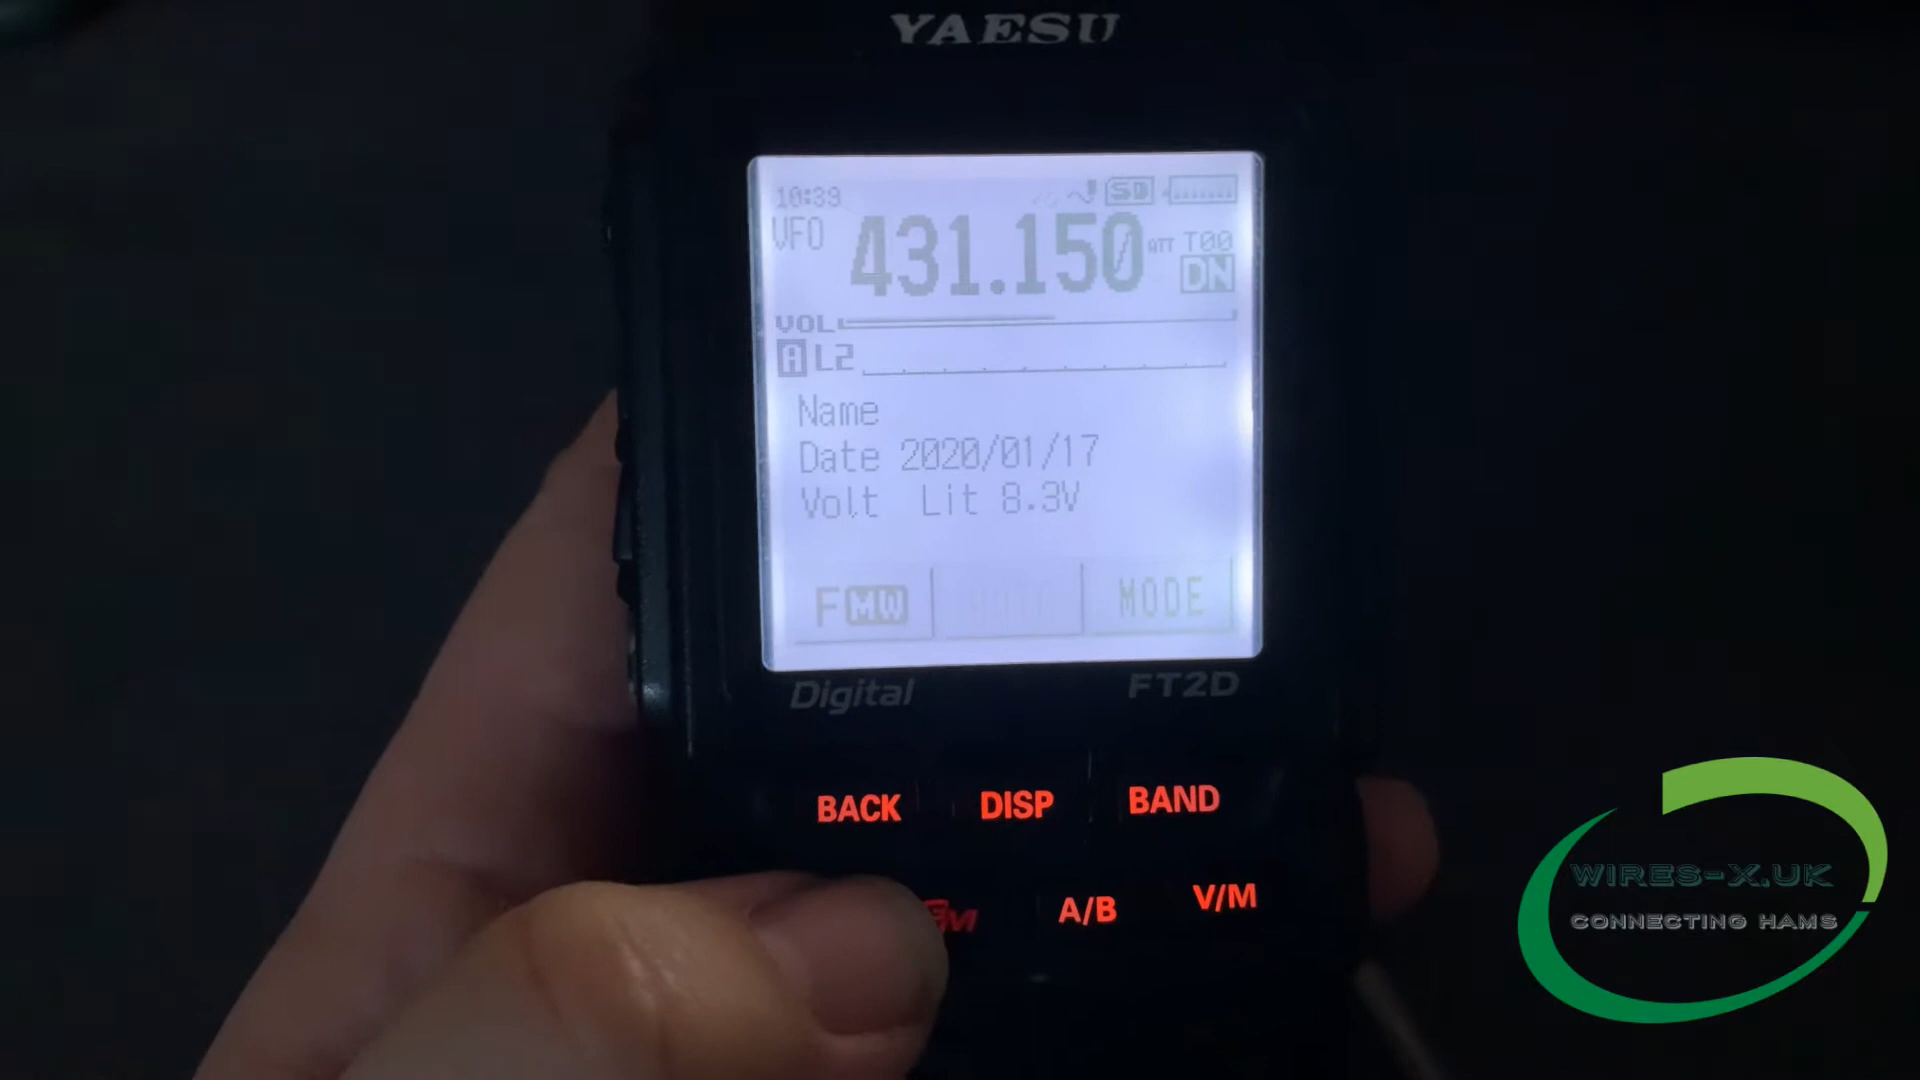 YAESU
10:39 SD
VFO 431.150 ATT T00
DN
VOL
A L2
Name
Date 2020/01/17
Volt Lit 8.3V
F MW MODE
Digital FT2D
BACK DISP BAND
A/B V/M
WIRES-X.UK
CONNECTING HAMS